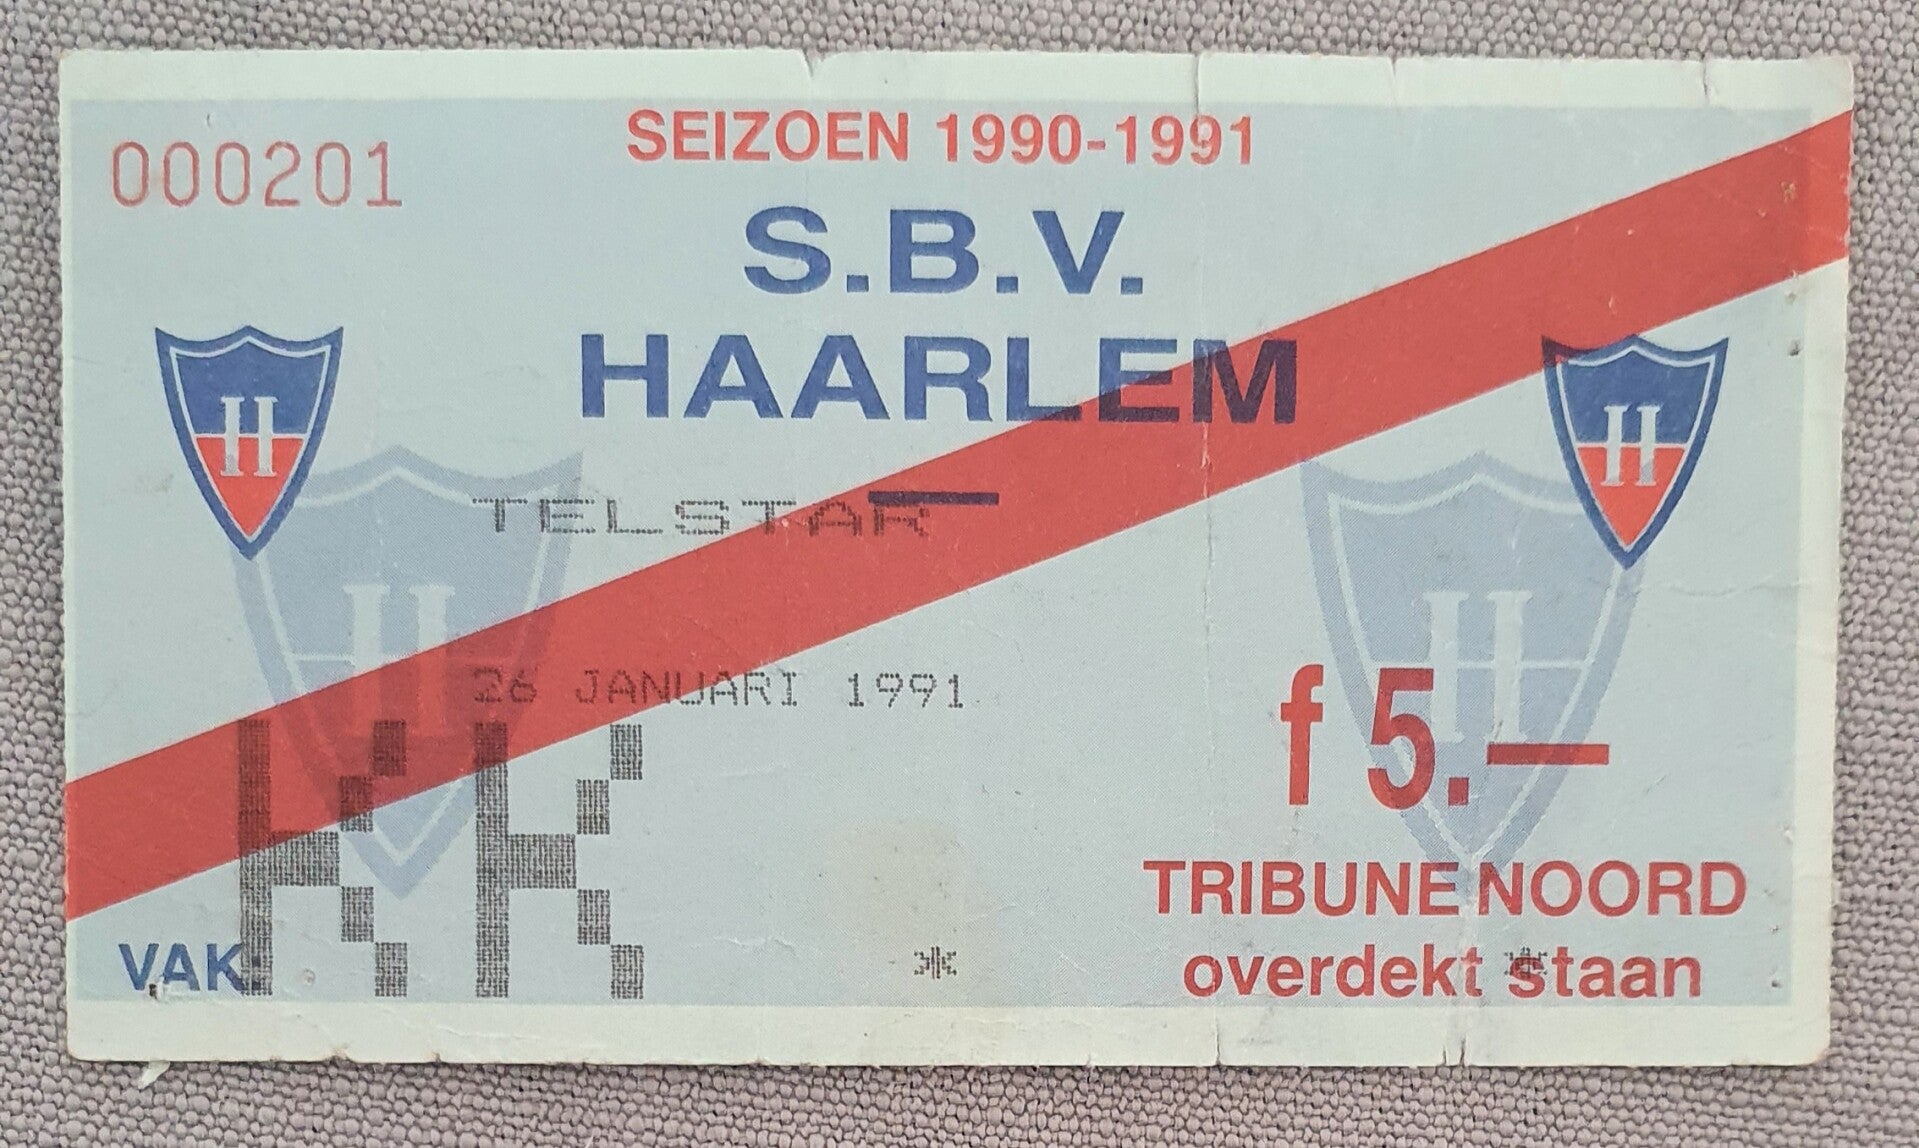 000201
SEIZOEN 1990-1991
S.B.V.
HAARLEM
H
H
TELSTAR
H
H
26 JANUARI 1991
f 5.—
VAK: KK
TRIBUNE NOORD
overdekt staan